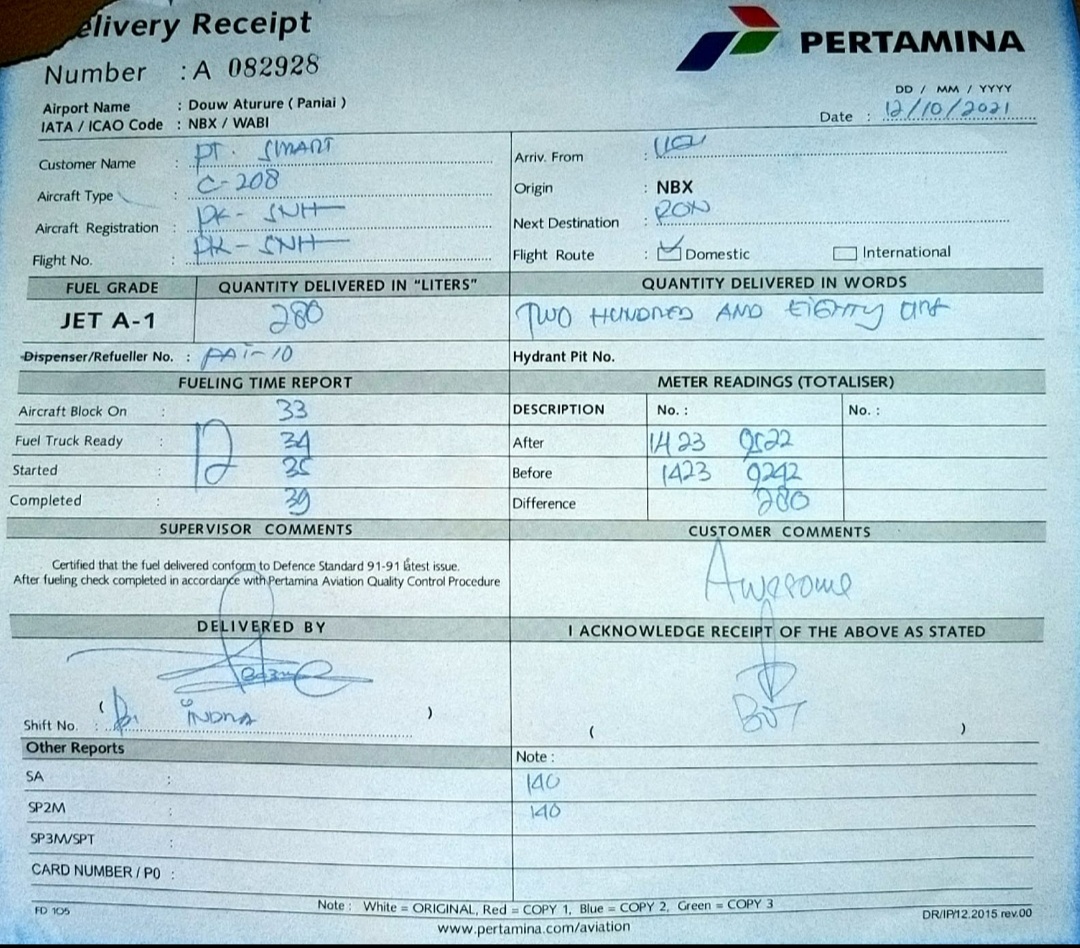 elivery Receipt
PERTAMINA
Number : A 082928
DD / MM / YYYY
Date : 12/10/2021
Airport Name : Douw Aturure ( Paniai )
IATA / ICAO Code : NBX / WABI
Customer Name : PT. SMART
Arriv. From :
Aircraft Type : C-208
Origin : NBX
Aircraft Registration : PK-SNH
Next Destination : RON
Flight No. : PK-SNH
Flight Route : Domestic International
FUEL GRADE QUANTITY DELIVERED IN "LITERS" QUANTITY DELIVERED IN WORDS
JET A-1 280 TWO HUNDRED AND EIGHTY
Dispenser/Refueller No. : PAI-10 Hydrant Pit No.
FUELING TIME REPORT METER READINGS (TOTALISER)
Aircraft Block On : 33 DESCRIPTION No. : No. :
Fuel Truck Ready : 12 34 After 1423 9522
Started : 35 Before 1423 9242
Completed : 39 Difference 280
SUPERVISOR COMMENTS CUSTOMER COMMENTS
Certified that the fuel delivered conform to Defence Standard 91-91 latest issue.
After fueling check completed in accordance with Pertamina Aviation Quality Control Procedure
Awesome
DELIVERED BY I ACKNOWLEDGE RECEIPT OF THE ABOVE AS STATED
Shift No. : ( INDRA ) ( )
Other Reports Note :
SA : 140
SP2M : 140
SP3M/SPT :
CARD NUMBER / PO :
Note : White = ORIGINAL, Red = COPY 1, Blue = COPY 2, Green = COPY 3
FD 105 www.pertamina.com/aviation DR/IP/12.2015 rev.00